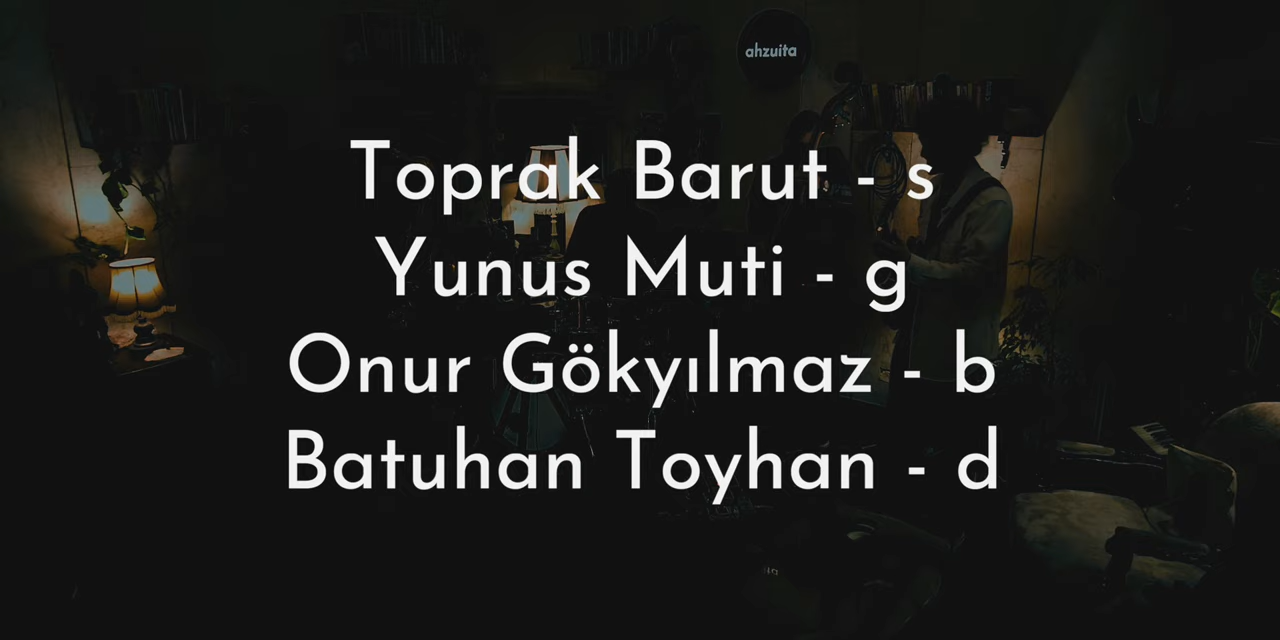 ahzuita
Toprak Barut - s
Yunus Muti - g
Onur Gökyılmaz - b
Batuhan Toyhan - d